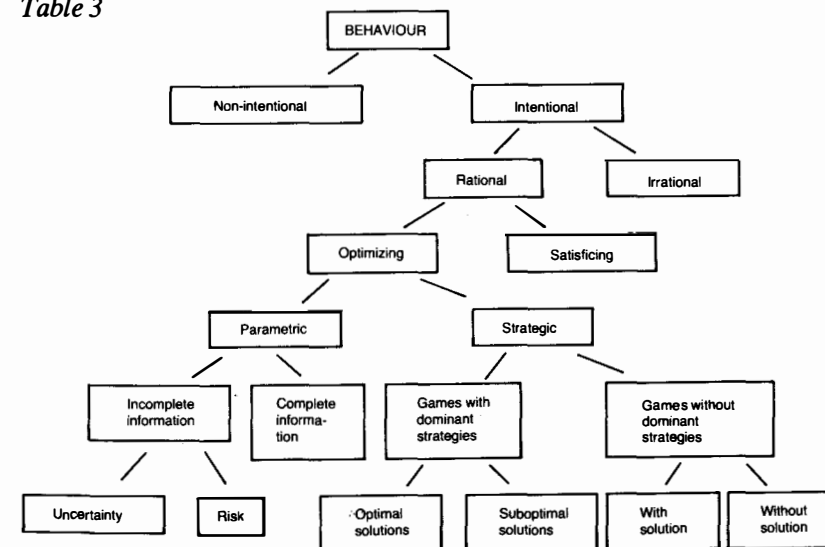 Table 3
BEHAVIOUR
Non-intentional
Intentional
Rational
Irrational
Optimizing
Satisficing
Parametric
Strategic
Incomplete
information
Complete
informa-
tion
Games with
dominant
strategies
Games without
dominant
strategies
Uncertainty
Risk
Optimal
solutions
Suboptimal
solutions
With
solution
Without
solution